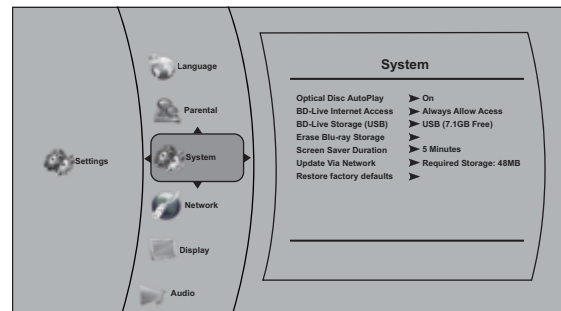 Settings
Language
Parental
System
Network
Display
Audio
System
Optical Disc AutoPlay On
BD-Live Internet Access Always Allow Acess
BD-Live Storage (USB) USB (7.1GB Free)
Erase Blu-ray Storage
Screen Saver Duration 5 Minutes
Update Via Network Required Storage: 48MB
Restore factory defaults